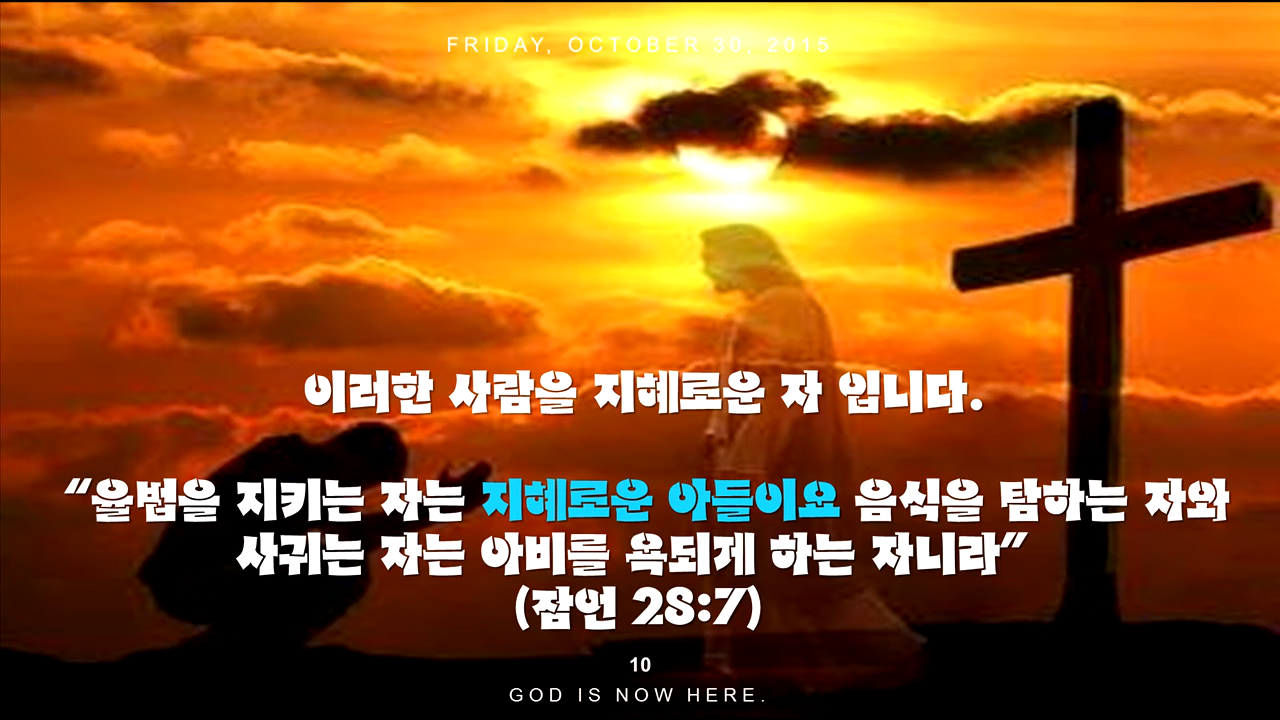 FRIDAY, OCTOBER 30, 2015
이러한 사람을 지혜로운 자 입니다.
“율법을 지키는 자는 지혜로운 아들이요 음식을 탐하는 자와
사귀는 자는 아비를 욕되게 하는 자니라”
(잠언 28:7)
10
GOD IS NOW HERE.